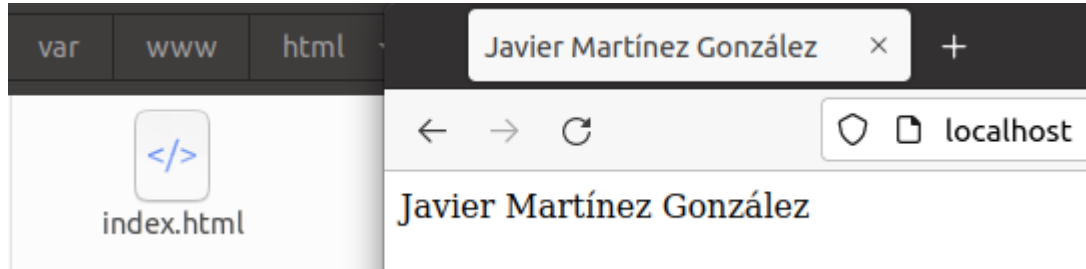 var www html
Javier Martínez González
localhost
</>
index.html
Javier Martínez González